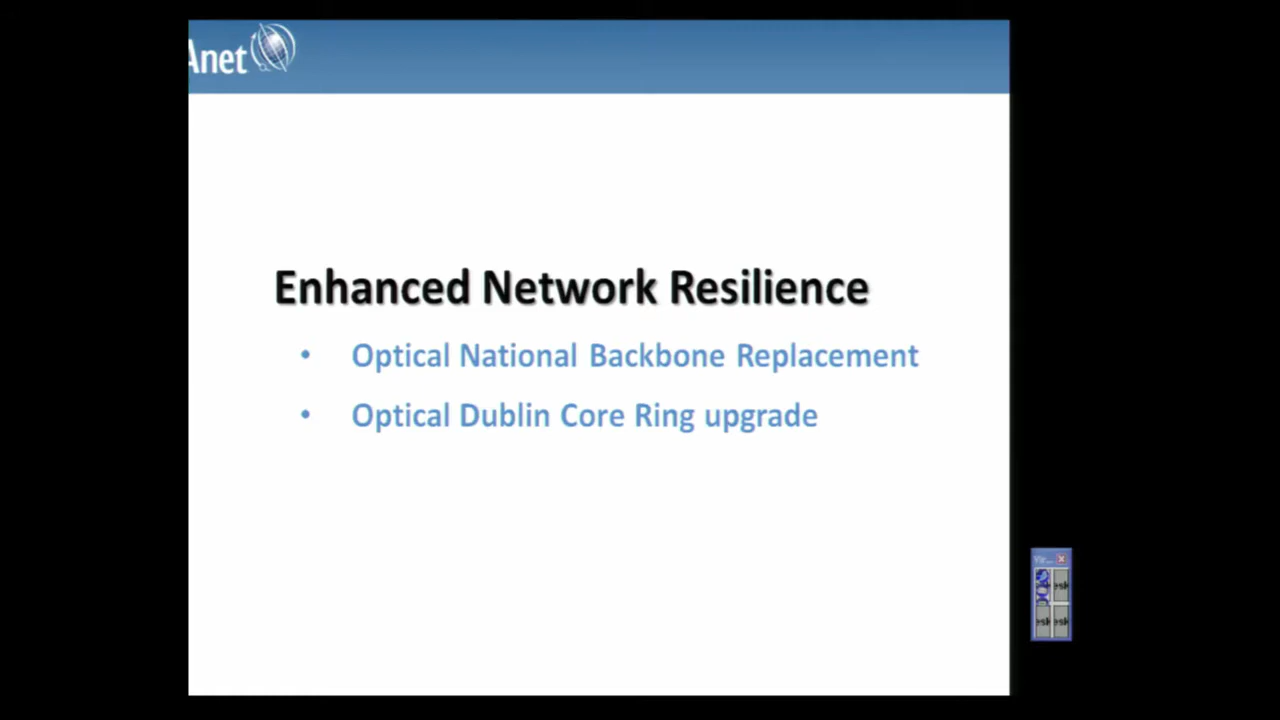 Anet
Enhanced Network Resilience
• Optical National Backbone Replacement
• Optical Dublin Core Ring upgrade